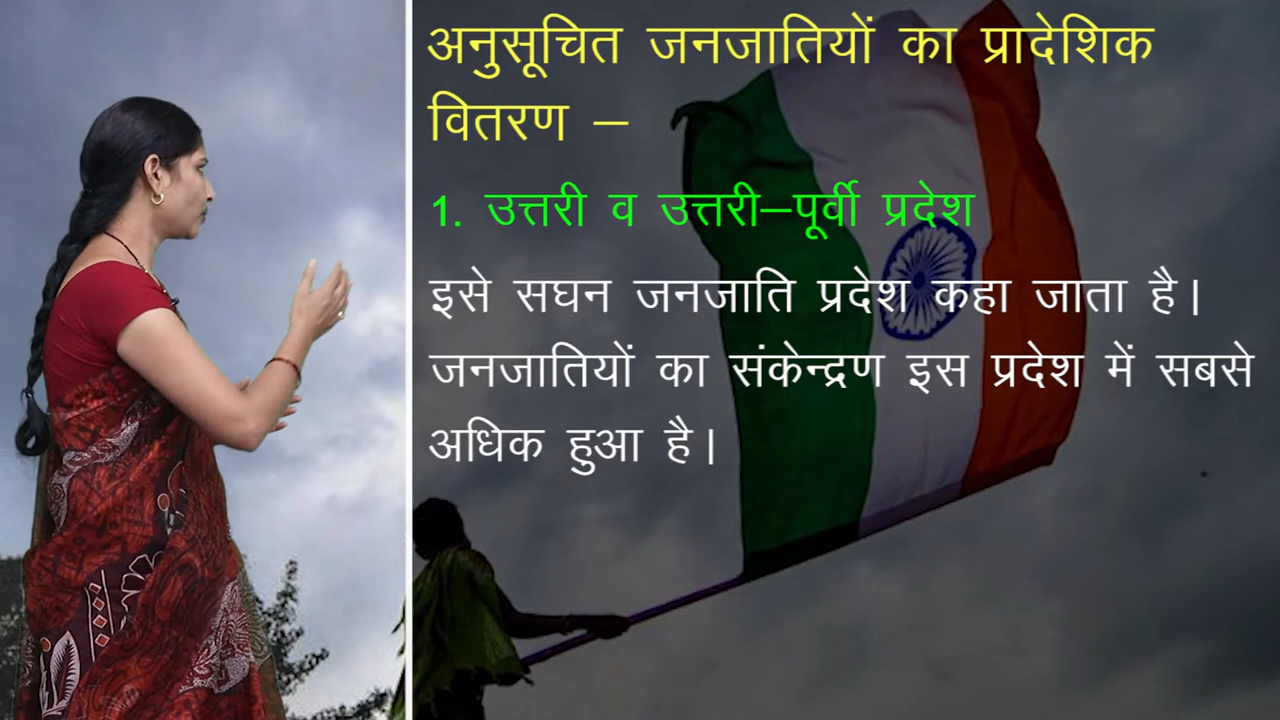 अनुसूचित जनजातियों का प्रादेशिक
वितरण –
1. उत्तरी व उत्तरी–पूर्वी प्रदेश
इसे सघन जनजाति प्रदेश कहा जाता है।
जनजातियों का संकेन्द्रण इस प्रदेश में सबसे
अधिक हुआ है।